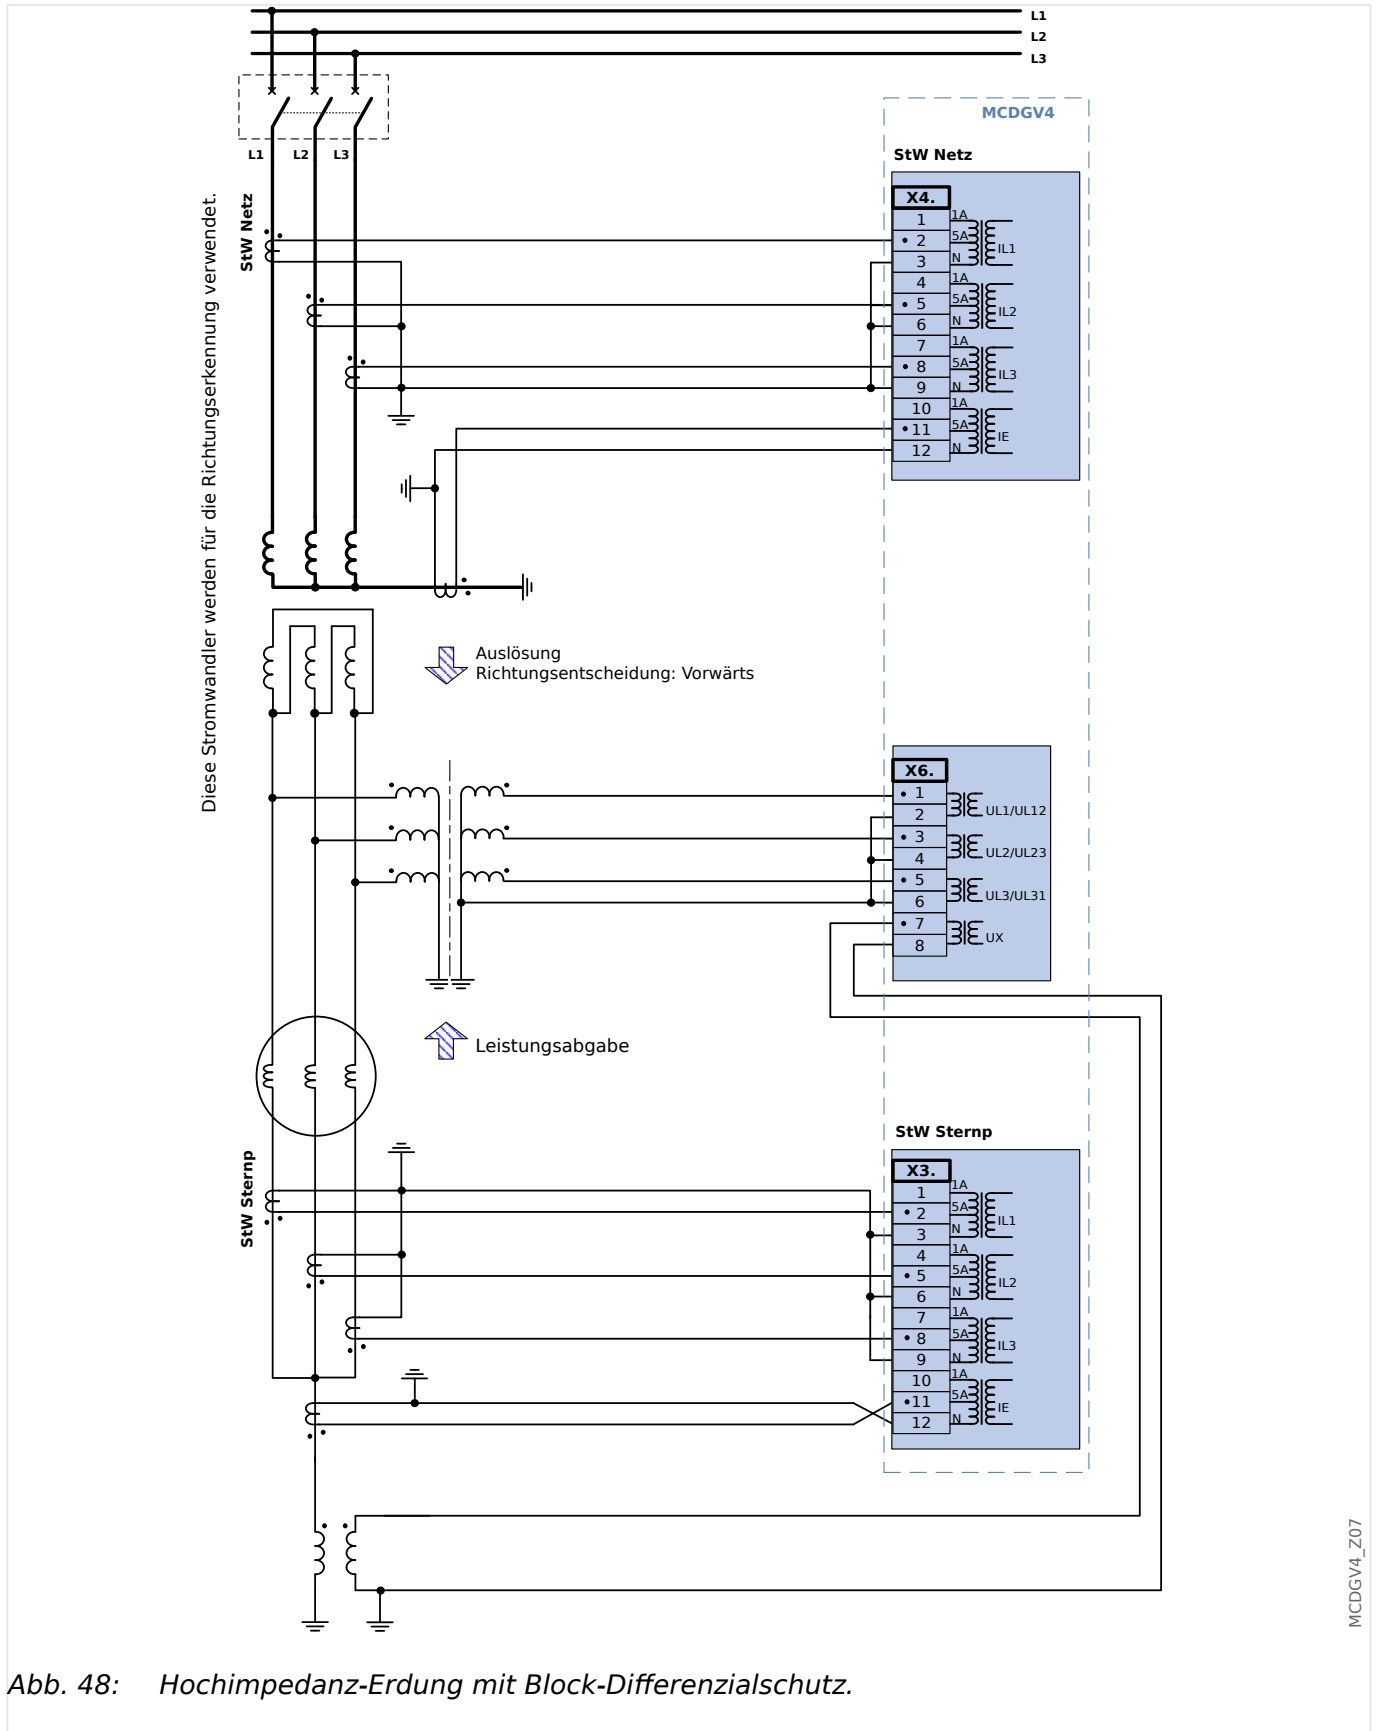 L1
L2
L3
MCDGV4
L1 L2 L3
StW Netz
StW Netz
Diese Stromwandler werden für die Richtungserkennung verwendet.
X4.
1 1A
2 5A IL1
3 N
4 1A
5 5A IL2
6 N
7 1A
8 5A IL3
9 N
10 1A
11 5A IE
12 N
Auslösung
Richtungsentscheidung: Vorwärts
X6.
1
2 UL1/UL12
3
4 UL2/UL23
5
6 UL3/UL31
7
8 UX
Leistungsabgabe
StW Sternp
StW Sternp
X3.
1 1A
2 5A IL1
3 N
4 1A
5 5A IL2
6 N
7 1A
8 5A IL3
9 N
10 1A
11 5A IE
12 N
MCDGV4_Z07
Abb. 48: Hochimpedanz-Erdung mit Block-Differenzialschutz.